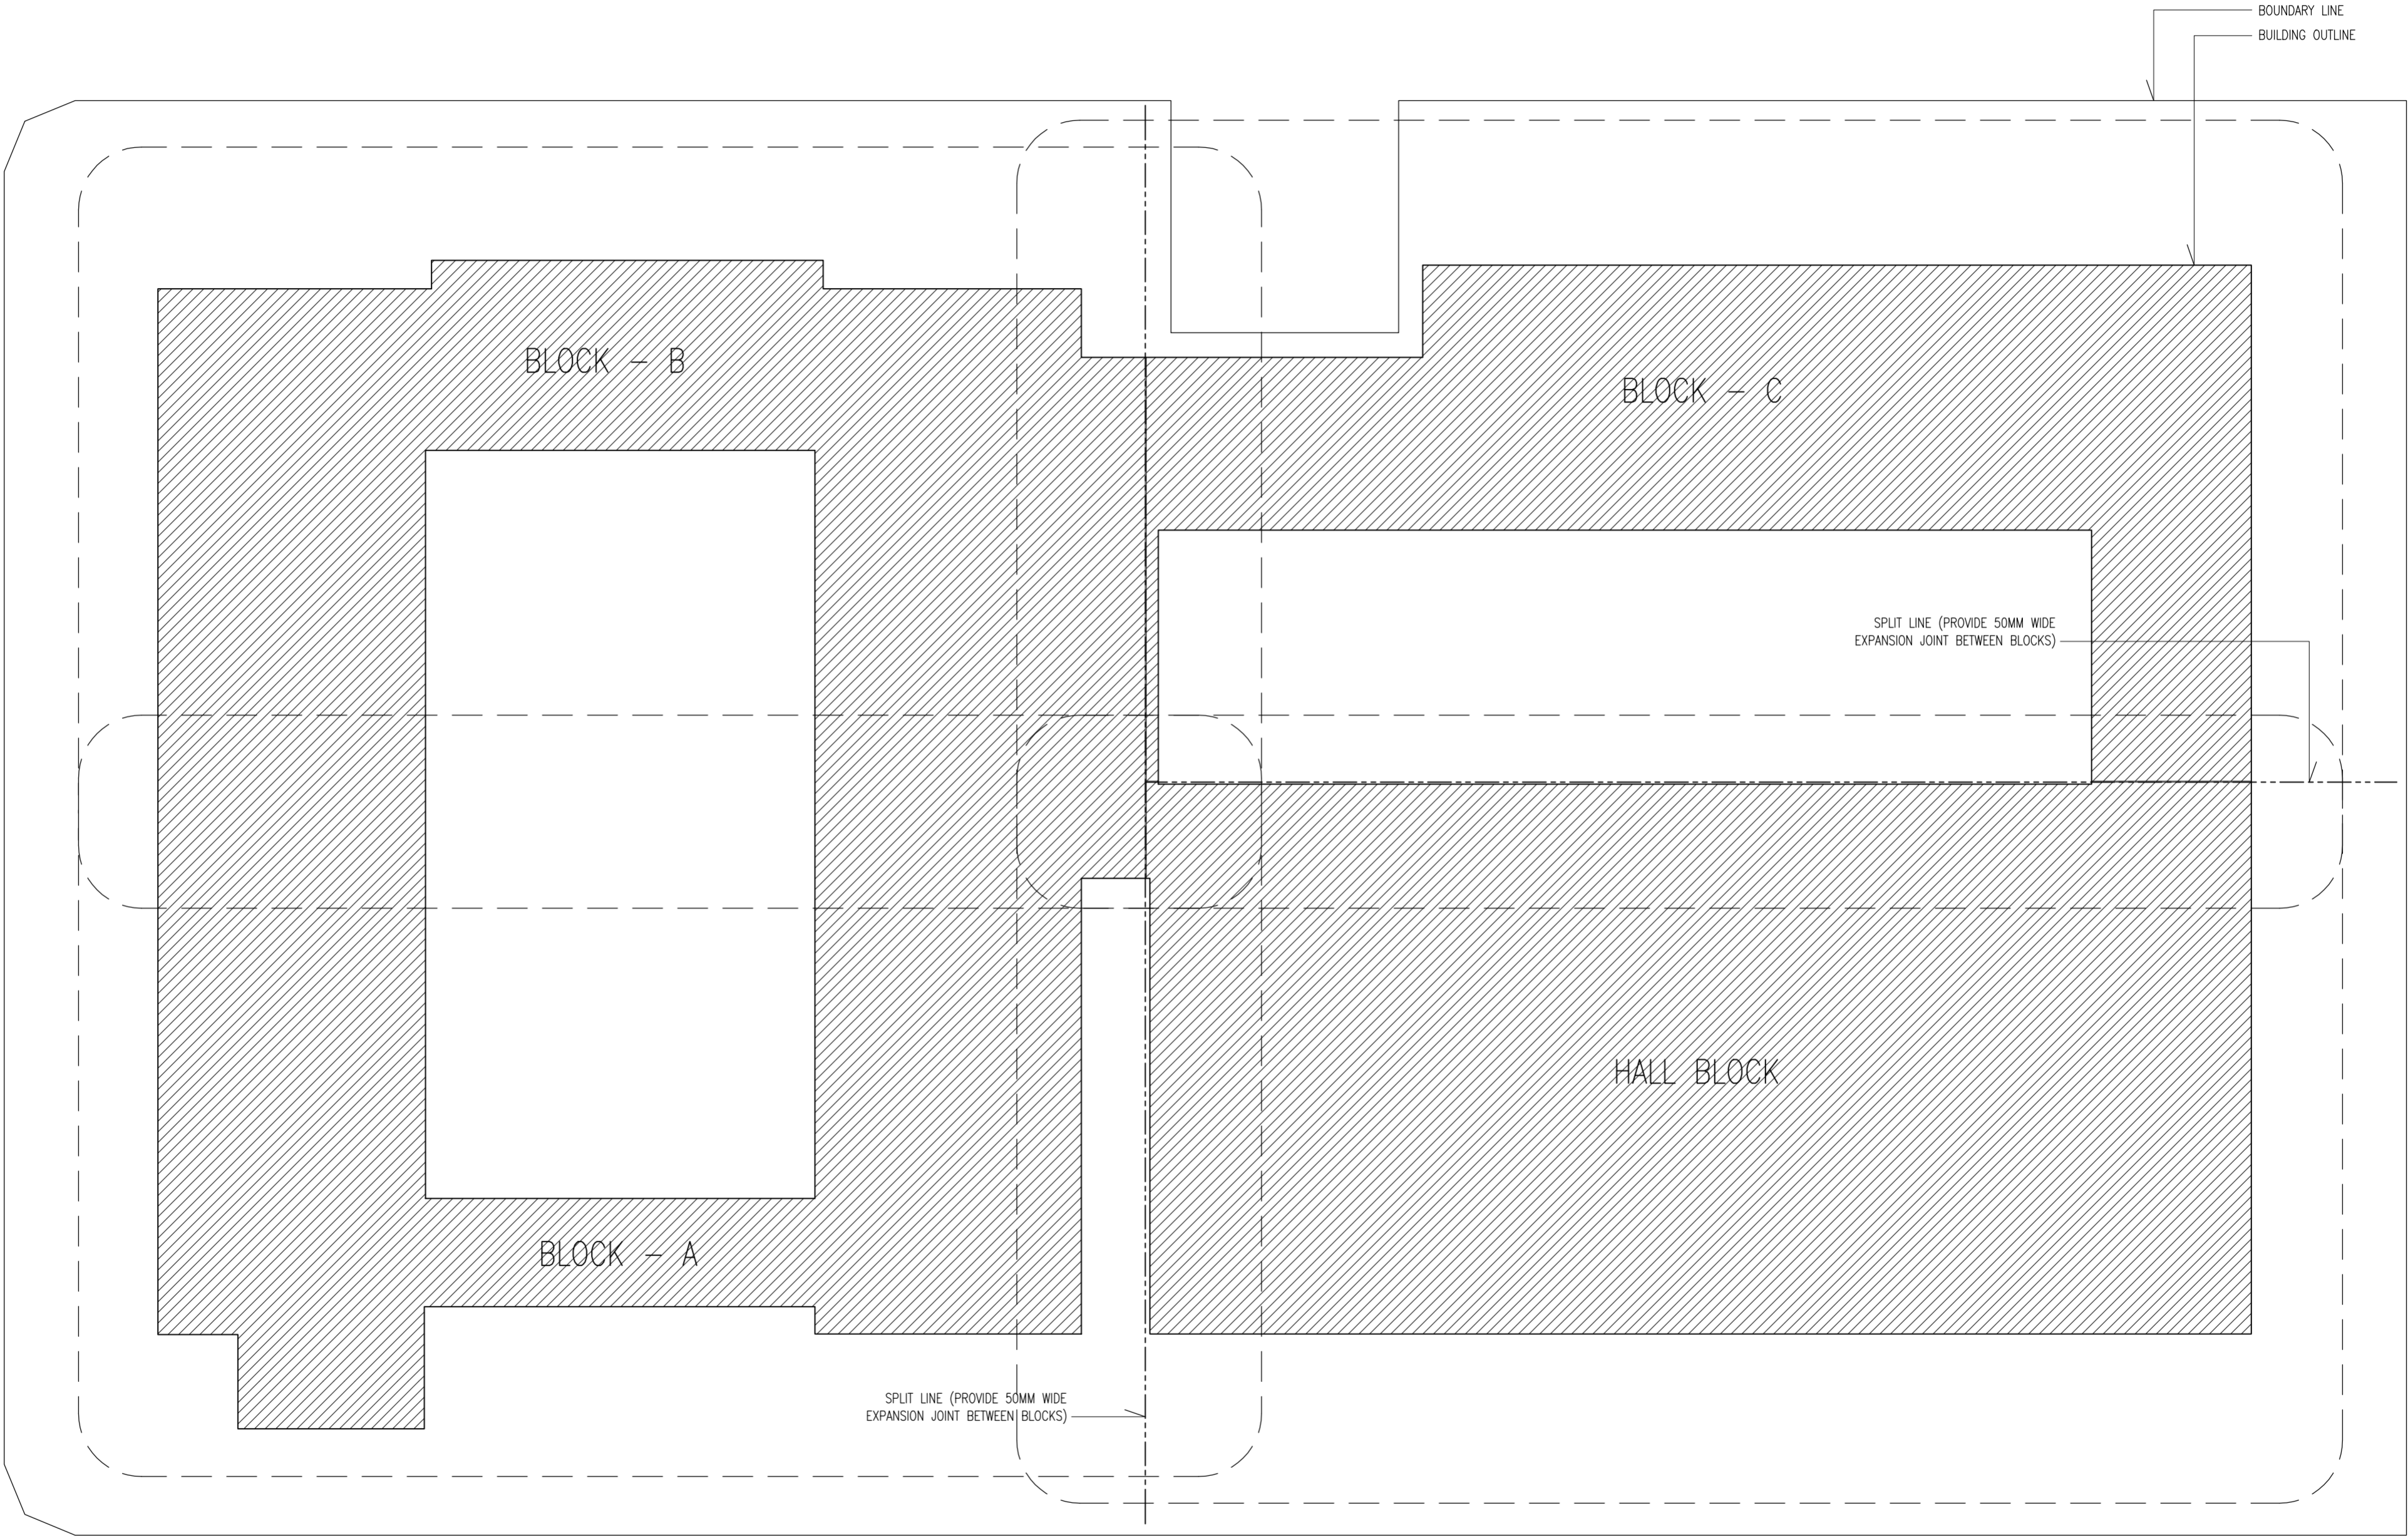 BOUNDARY LINE
BUILDING OUTLINE
BLOCK - B
BLOCK - C
SPLIT LINE (PROVIDE 50MM WIDE
EXPANSION JOINT BETWEEN BLOCKS)
HALL BLOCK
BLOCK - A
SPLIT LINE (PROVIDE 50MM WIDE
EXPANSION JOINT BETWEEN BLOCKS)